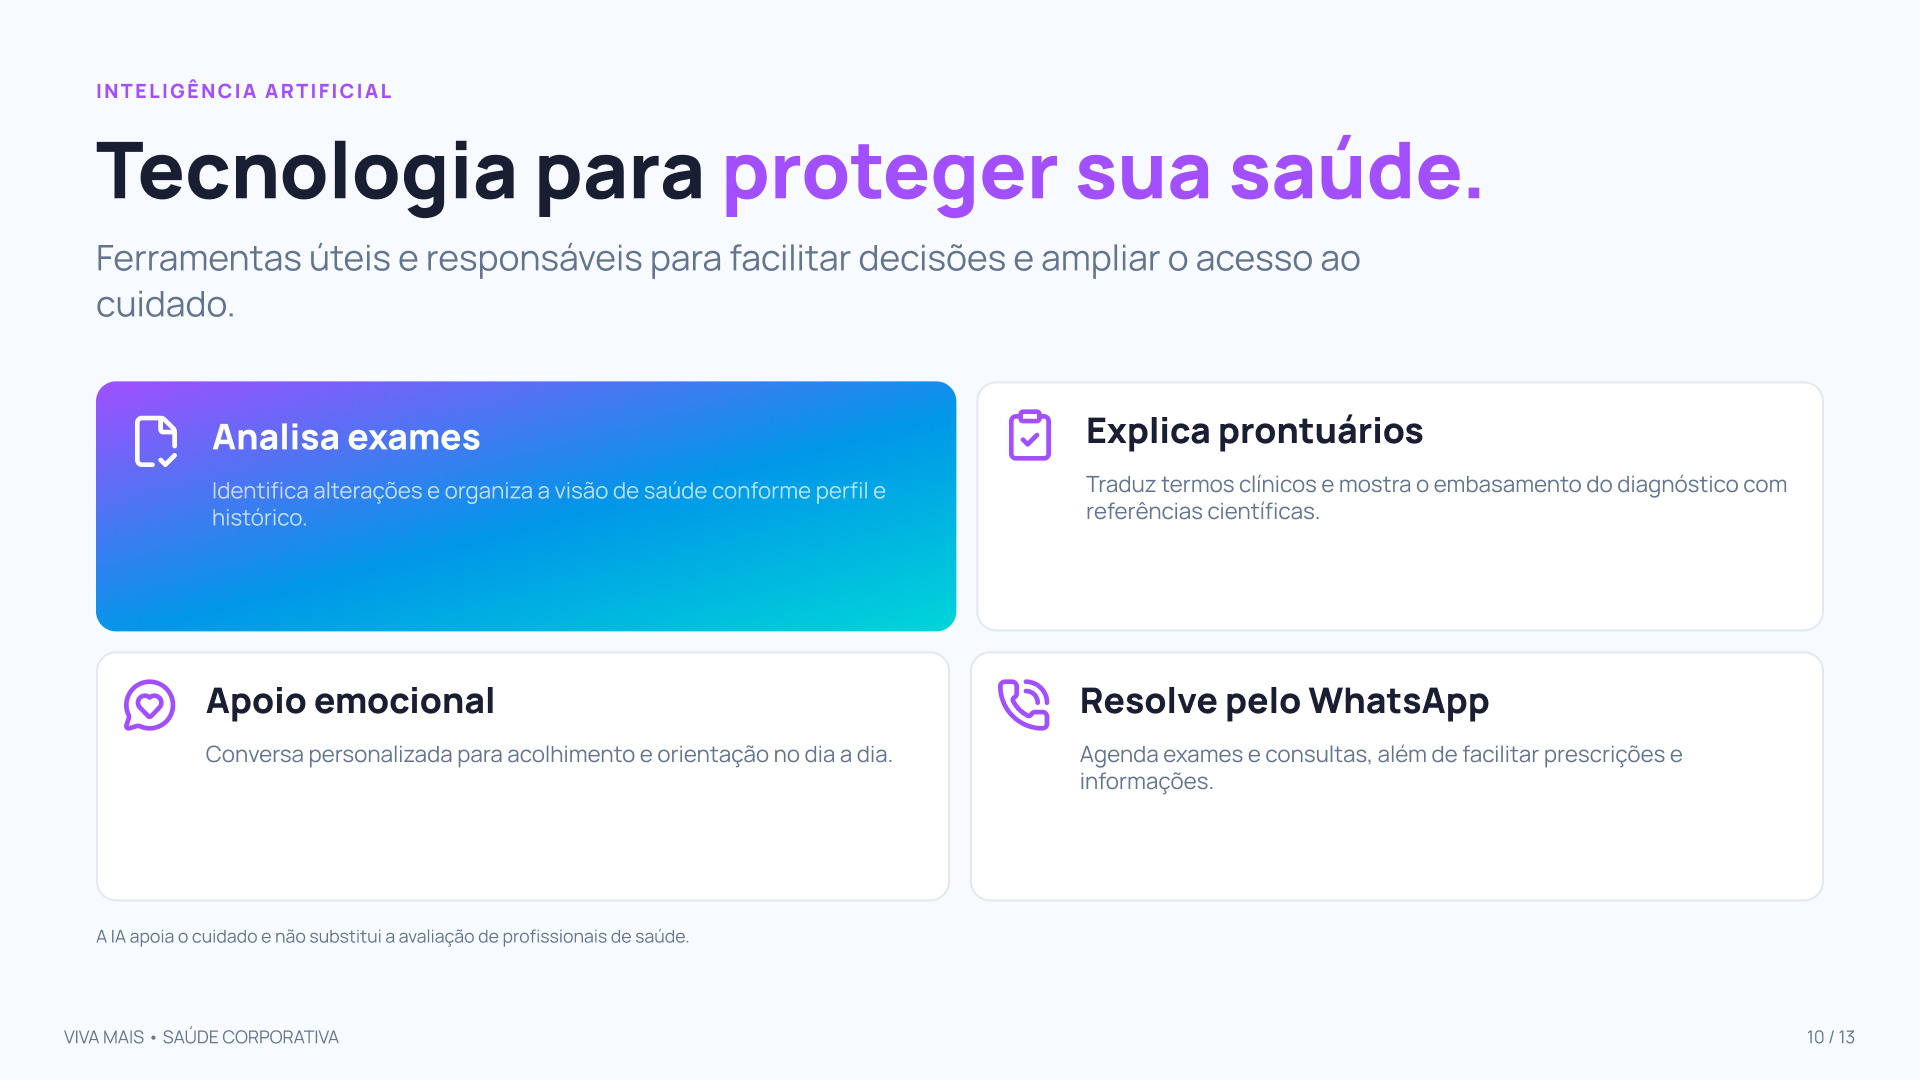 INTELIGÊNCIA ARTIFICIAL
Tecnologia para proteger sua saúde.
Ferramentas úteis e responsáveis para facilitar decisões e ampliar o acesso ao
cuidado.
Analisa exames
Identifica alterações e organiza a visão de saúde conforme perfil e
histórico.
Explica prontuários
Traduz termos clínicos e mostra o embasamento do diagnóstico com
referências científicas.
Apoio emocional
Conversa personalizada para acolhimento e orientação no dia a dia.
Resolve pelo WhatsApp
Agenda exames e consultas, além de facilitar prescrições e
informações.
A IA apoia o cuidado e não substitui a avaliação de profissionais de saúde.
VIVA MAIS • SAÚDE CORPORATIVA
10 / 13